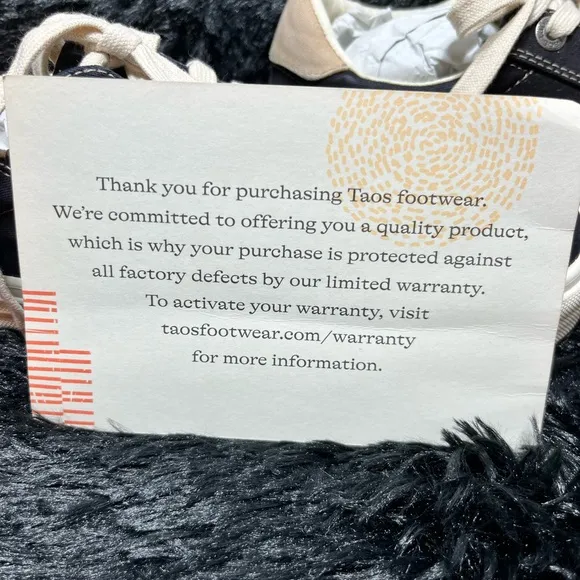 Thank you for purchasing Taos footwear.
We're committed to offering you a quality product,
which is why your purchase is protected against
all factory defects by our limited warranty.
To activate your warranty, visit
taosfootwear.com/warranty
for more information.